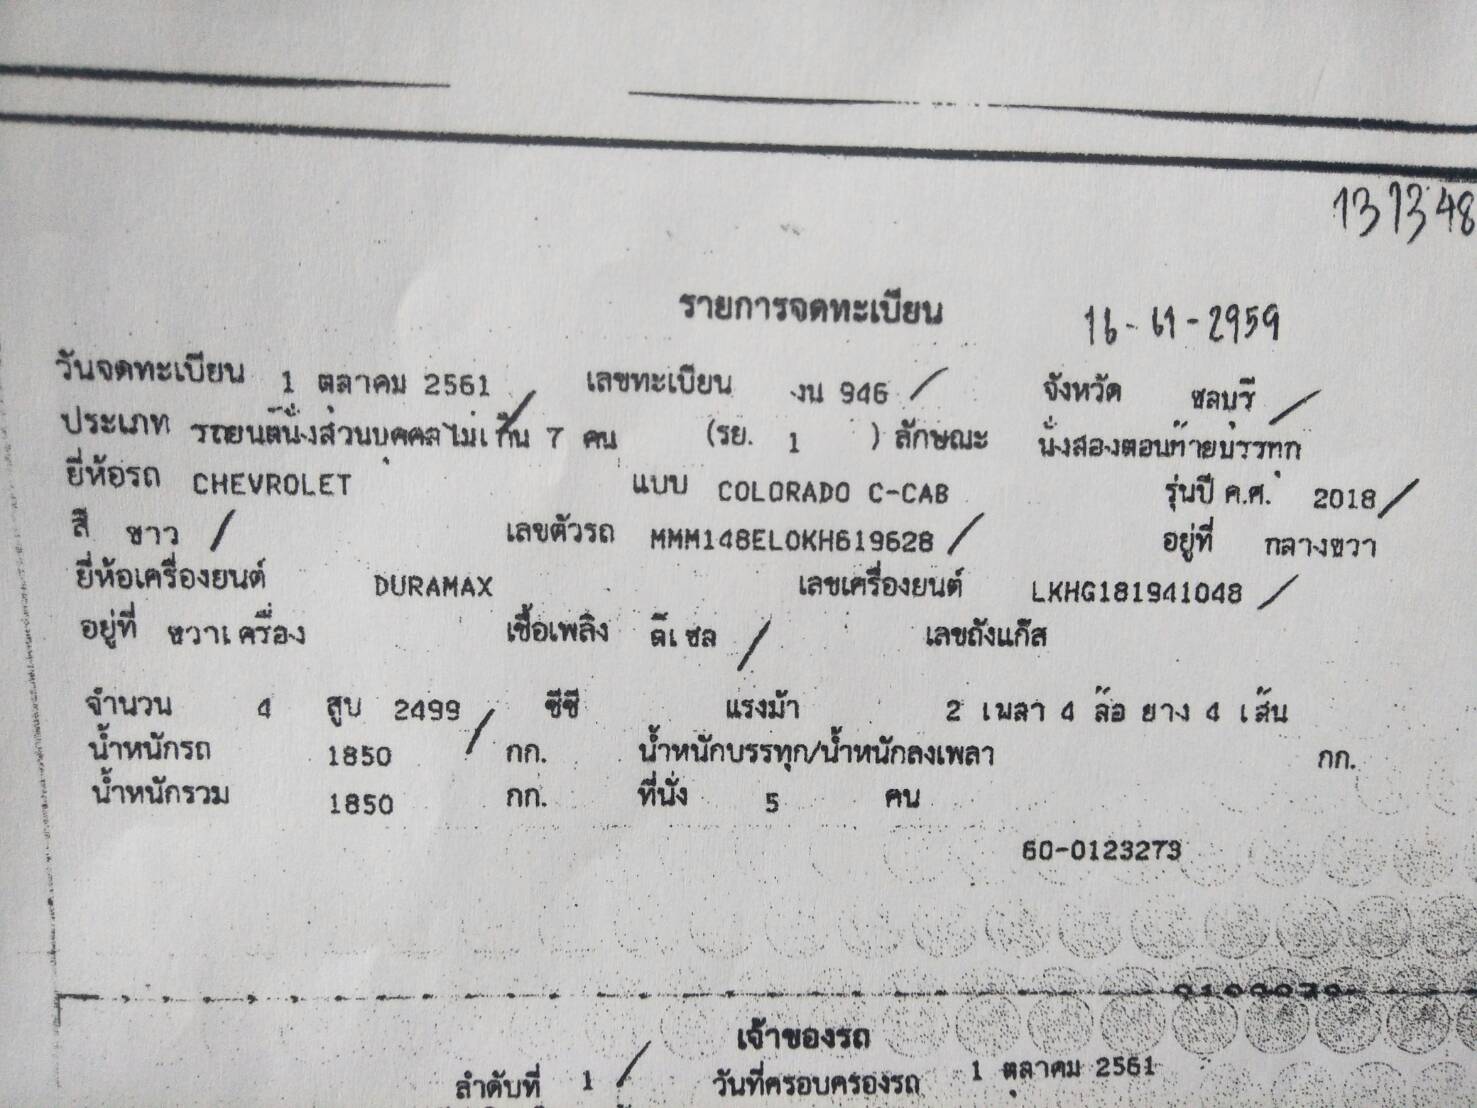 131348
รายการจดทะเบียน 16-61-2959
วันจดทะเบียน 1 ตุลาคม 2561 เลขทะเบียน งน 946 จังหวัด ชลบุรี
ประเภท รถยนต์นั่งส่วนบุคคลไม่เกิน 7 คน (รย. 1 ) ลักษณะ นั่งสองตอนท้ายบรรทุก
ยี่ห้อรถ CHEVROLET แบบ COLORADO C-CAB รุ่นปี ค.ศ. 2018
สี ขาว เลขตัวรถ MMM148EL0KH619628 อยู่ที่ กลางขวา
ยี่ห้อเครื่องยนต์ DURAMAX เลขเครื่องยนต์ LKHG181941048
อยู่ที่ ขวาเครื่อง เชื้อเพลิง ดีเซล เลขถังแก๊ส
จำนวน 4 สูบ 2499 ซีซี แรงม้า 2 เพลา 4 ล้อ ยาง 4 เส้น
น้ำหนักรถ 1850 กก. น้ำหนักบรรทุก/น้ำหนักลงเพลา กก.
น้ำหนักรวม 1850 กก. ที่นั่ง 5 คน
60-0123273
เจ้าของรถ
ลำดับที่ 1 วันที่ครอบครองรถ 1 ตุลาคม 2561